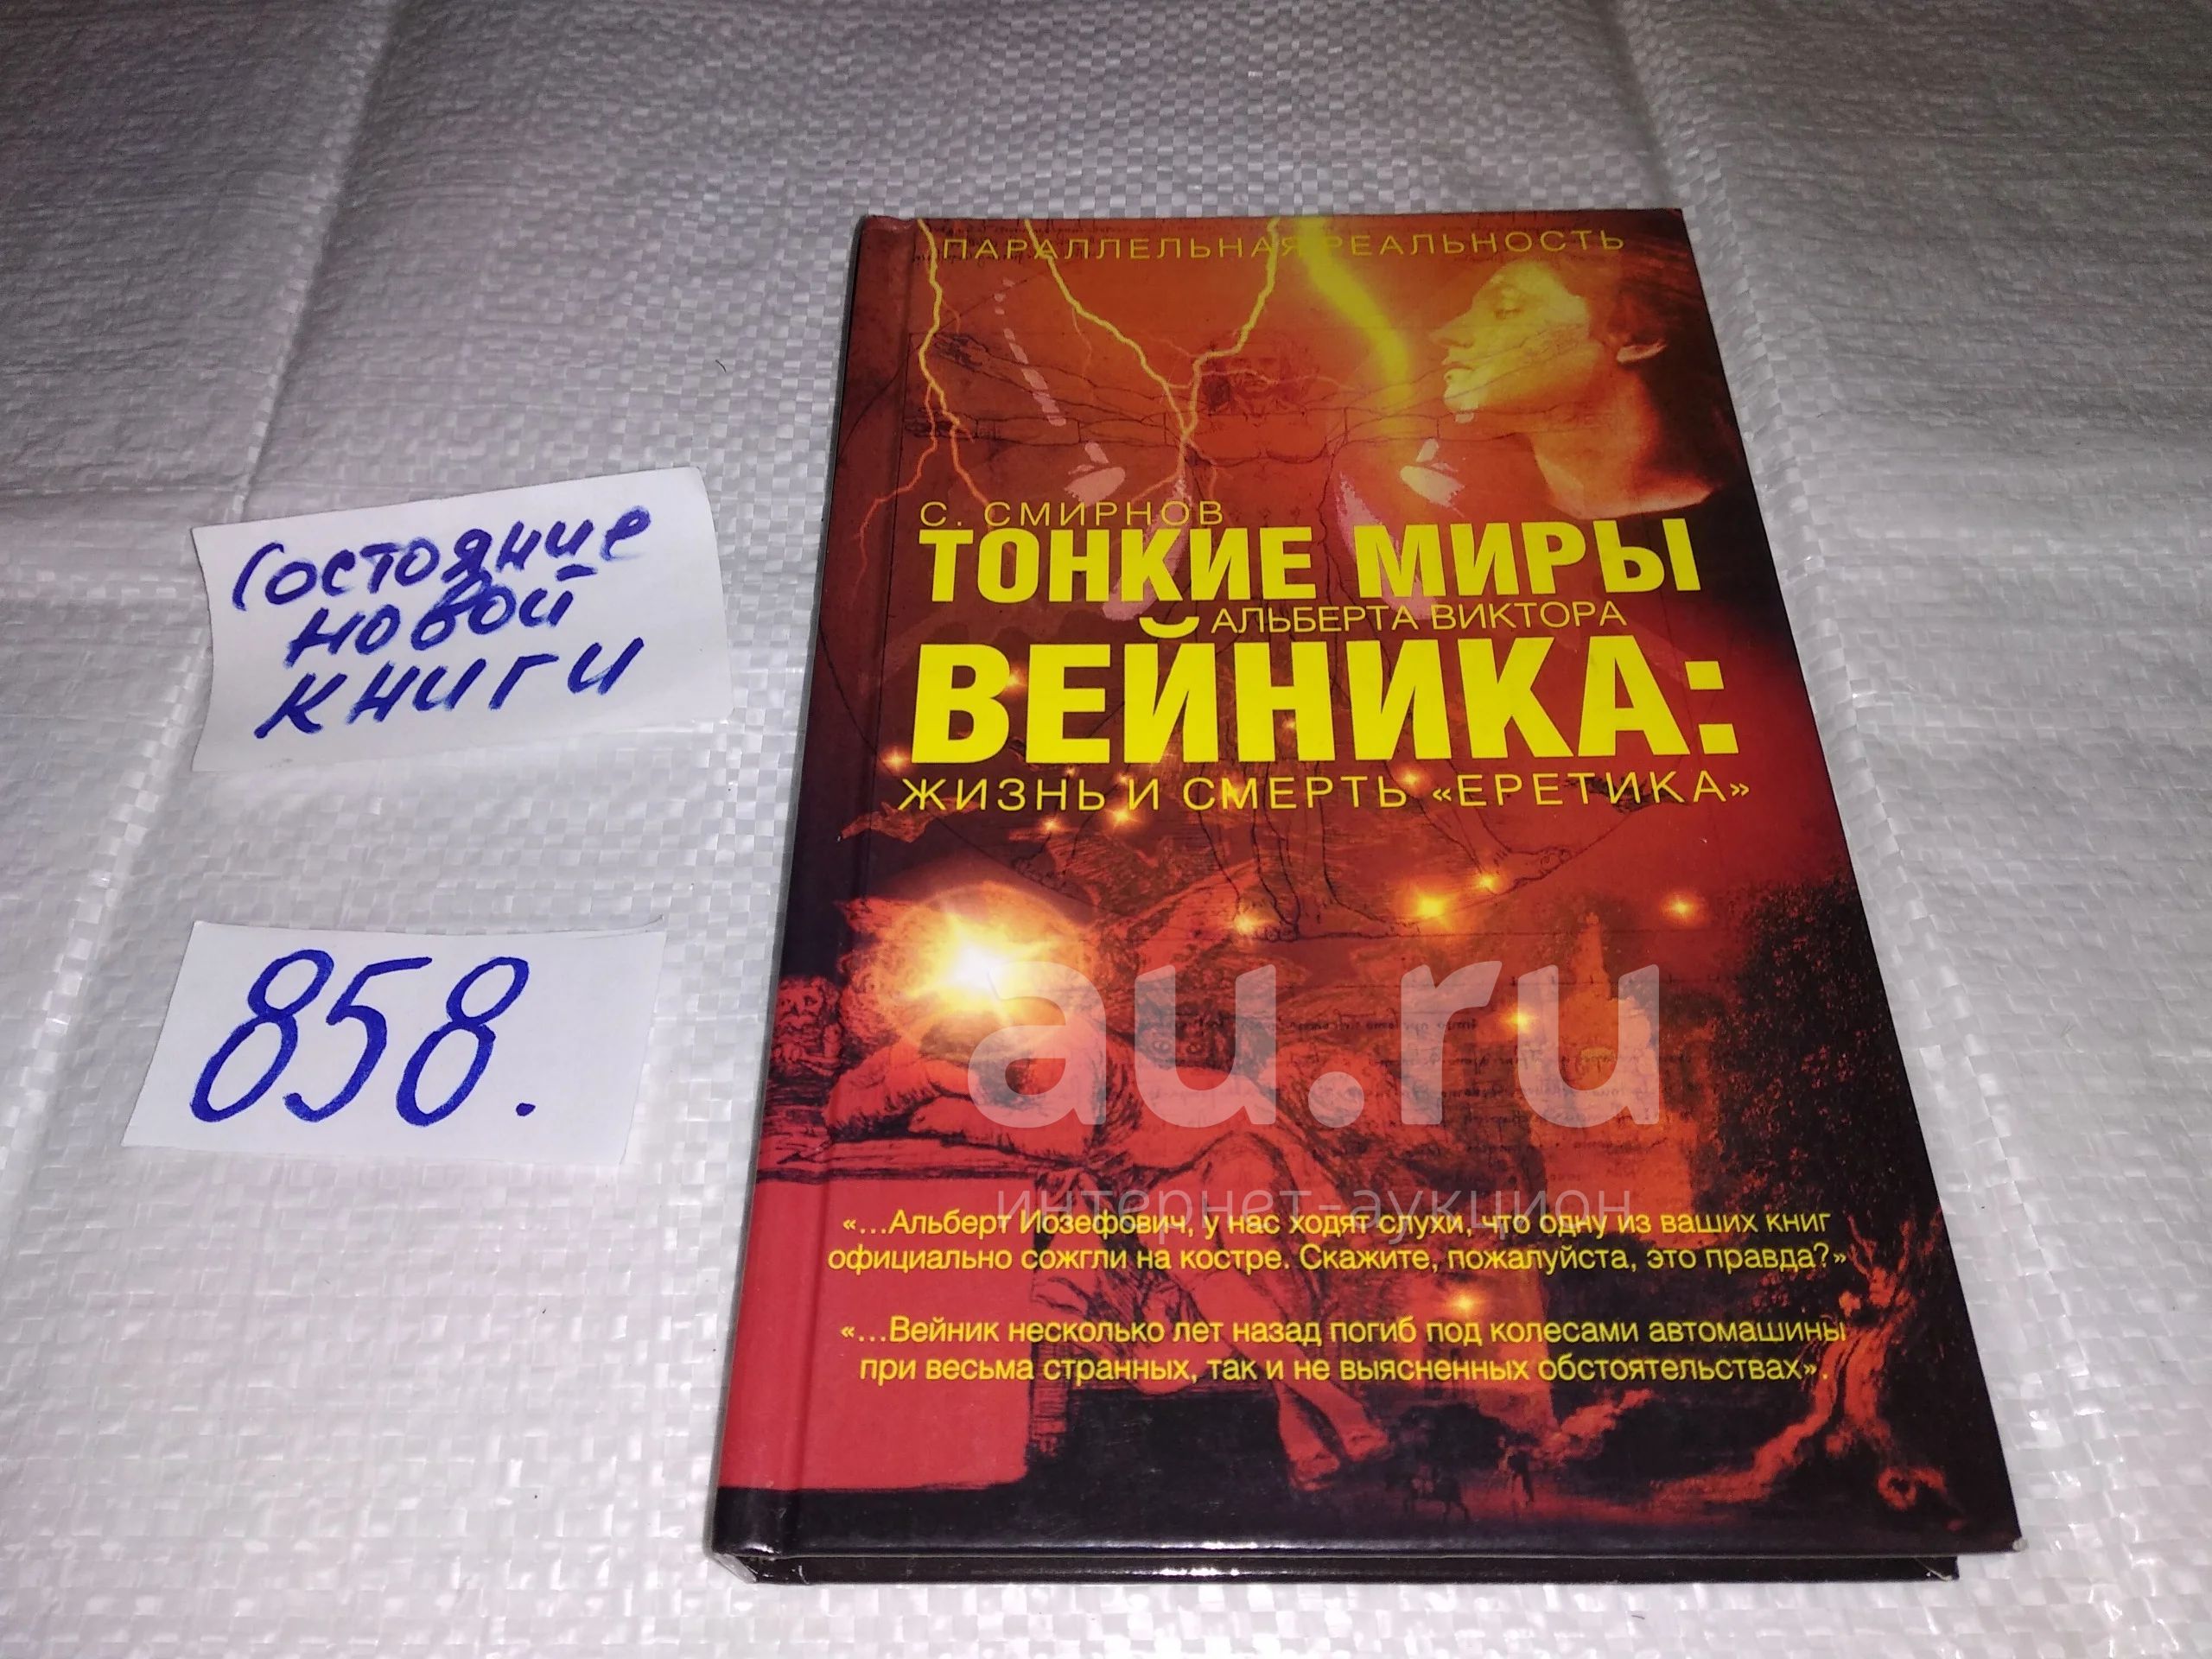 Состояние
новой
книги
858.
ПАРАЛЛЕЛЬНАЯ РЕАЛЬНОСТЬ
С. СМИРНОВ
ТОНКИЕ МИРЫ
АЛЬБЕРТА ВИКТОРА
ВЕЙНИКА:
ЖИЗНЬ И СМЕРТЬ «ЕРЕТИКА»
au.ru
интернет-аукцион
«...Альберт Иозефович, у нас ходят слухи, что одну из ваших книг
официально сожгли на костре. Скажите, пожалуйста, это правда?»
«...Вейник несколько лет назад погиб под колесами автомашины
при весьма странных, так и не выясненных обстоятельствах».